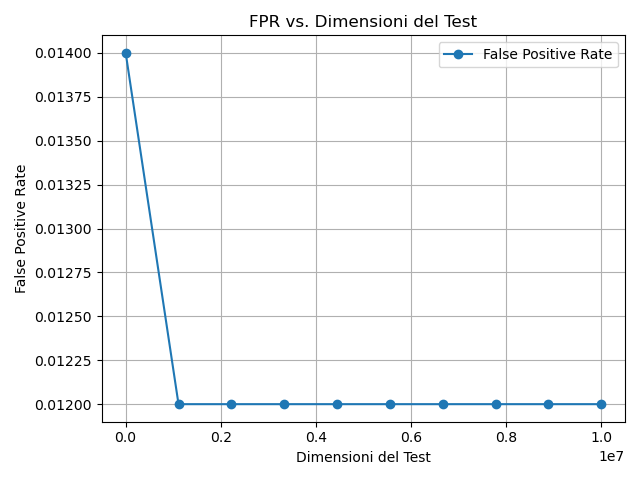 FPR vs. Dimensioni del Test
False Positive Rate
0.01400
0.01375
0.01350
0.01325
0.01300
0.01275
0.01250
0.01225
0.01200
False Positive Rate
0.0 0.2 0.4 0.6 0.8 1.0
1e7
Dimensioni del Test